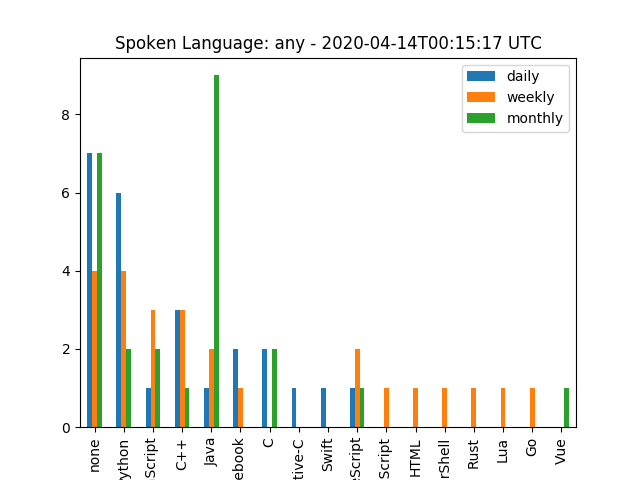 Spoken Language: any - 2020-04-14T00:15:17 UTC
daily
weekly
monthly
8
6
4
2
0
none
ython
Script
C++
Java
ebook
C
tive-C
Swift
eScript
Script
HTML
rShell
Rust
Lua
Go
Vue